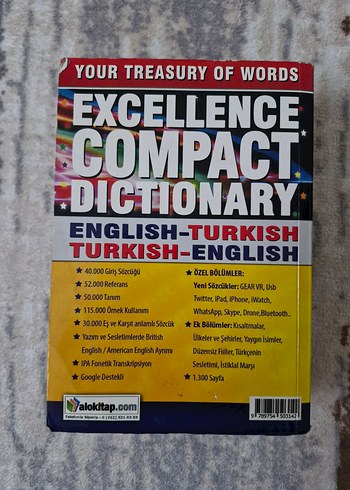 YOUR TREASURY OF WORDS
EXCELLENCE
COMPACT
DICTIONARY
ENGLISH-TURKISH
TURKISH-ENGLISH
★ 40.000 Giriş Sözcüğü
★ 52.000 Referans
★ 50.000 Tanım
★ 115.000 Örnek Kullanım
★ 30.000 Eş ve Karşıt anlamlı Sözcük
★ Yazım ve Sesletimlerde British
English / American English Ayrımı
★ IPA Fonetik Transkripsiyon
★ Google Destekli
★ ÖZEL BÖLÜMLER:
Yeni Sözcükler: GEAR VR, Usb
Twitter, iPad, iPhone, iWatch,
WhatsApp, Skype, Drone,Bluetooth..
★ Ek Bölümler: Kısaltmalar,
Ülkeler ve Şehirler, Yaygın İsimler,
Düzensiz Fiiller, Türkçenin
Sesletimi, İstiklal Marşı
★ 1.300 Sayfa
alokitap.com
9 789754 503142